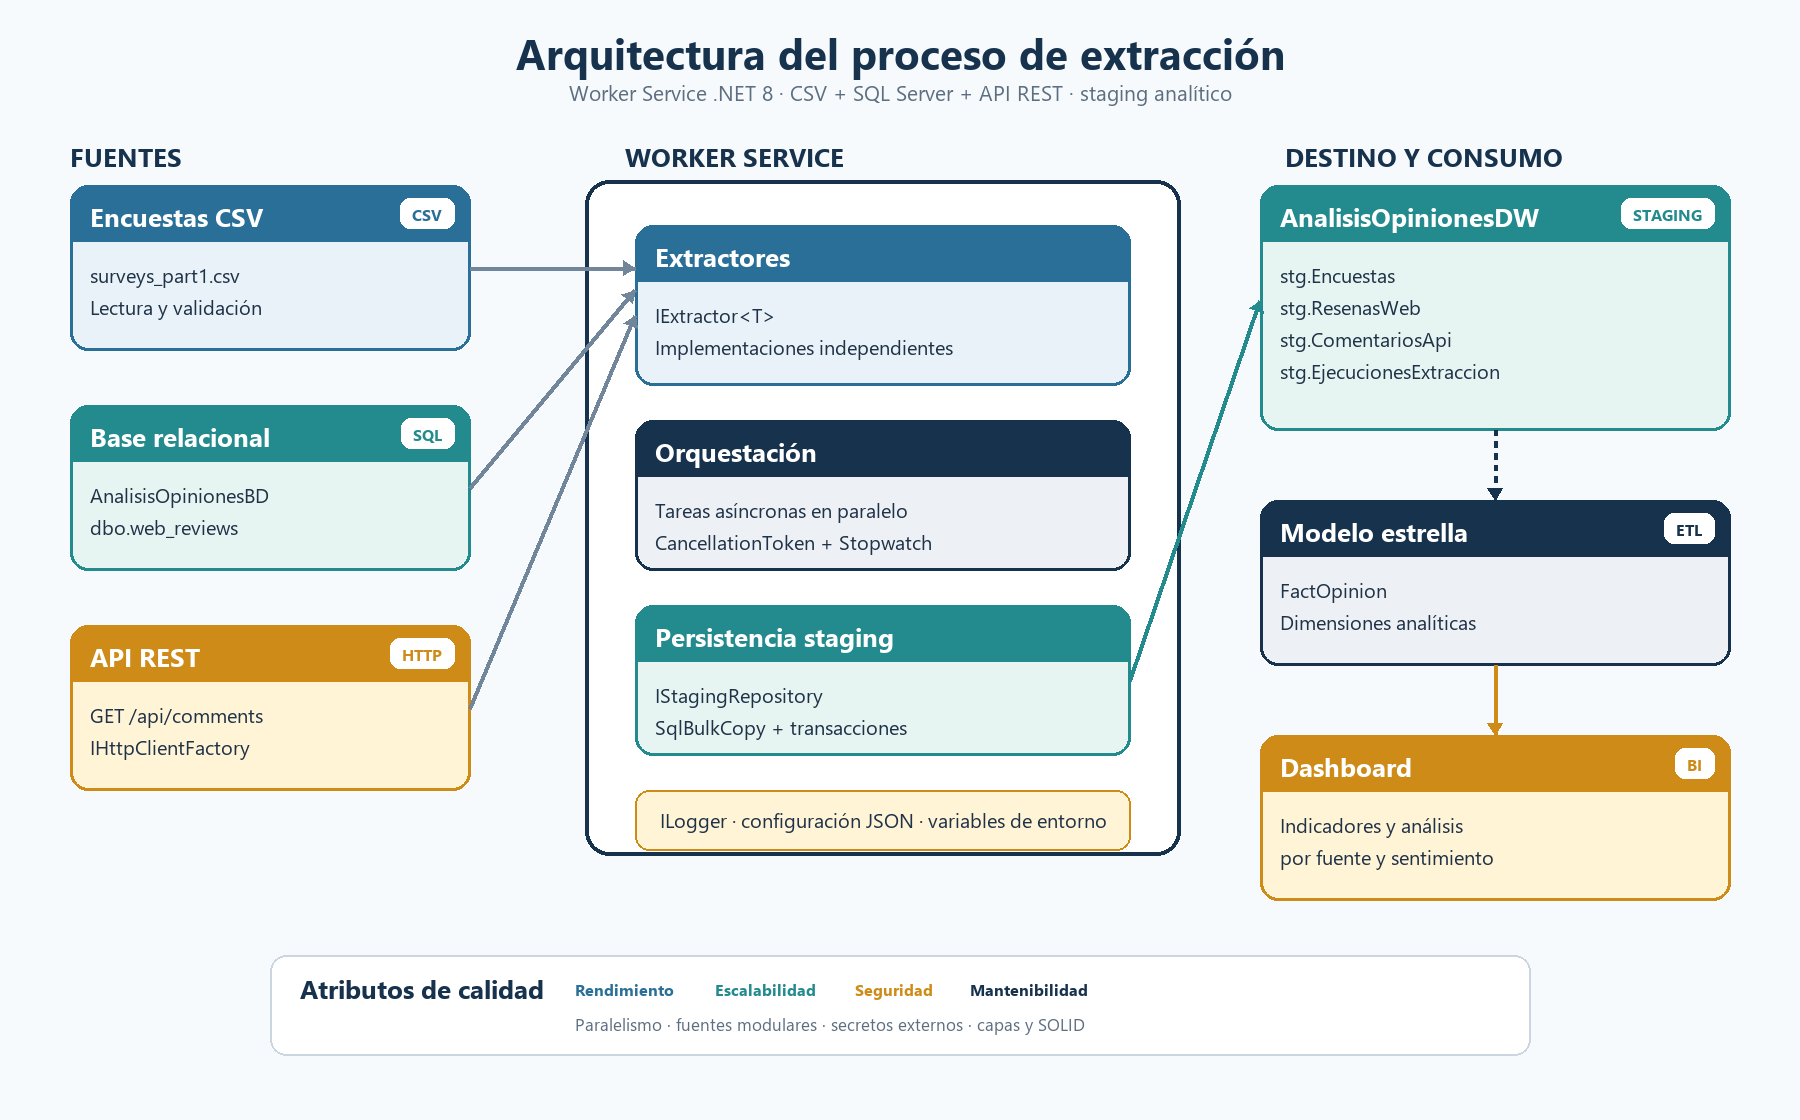 Arquitectura del proceso de extracción
Worker Service .NET 8 · CSV + SQL Server + API REST · staging analítico
FUENTES
Encuestas CSV
CSV
surveys_part1.csv
Lectura y validación
Base relacional
SQL
AnalisisOpinionesBD
dbo.web_reviews
API REST
HTTP
GET /api/comments
IHttpClientFactory
WORKER SERVICE
Extractores
IExtractor<T>
Implementaciones independientes
Orquestación
Tareas asíncronas en paralelo
CancellationToken + Stopwatch
Persistencia staging
IStagingRepository
SqlBulkCopy + transacciones
ILogger · configuración JSON · variables de entorno
DESTINO Y CONSUMO
AnalisisOpinionesDW
STAGING
stg.Encuestas
stg.ResenasWeb
stg.ComentariosApi
stg.EjecucionesExtraccion
Modelo estrella
ETL
FactOpinion
Dimensiones analíticas
Dashboard
BI
Indicadores y análisis
por fuente y sentimiento
Atributos de calidad
Rendimiento
Escalabilidad
Seguridad
Mantenibilidad
Paralelismo · fuentes modulares · secretos externos · capas y SOLID